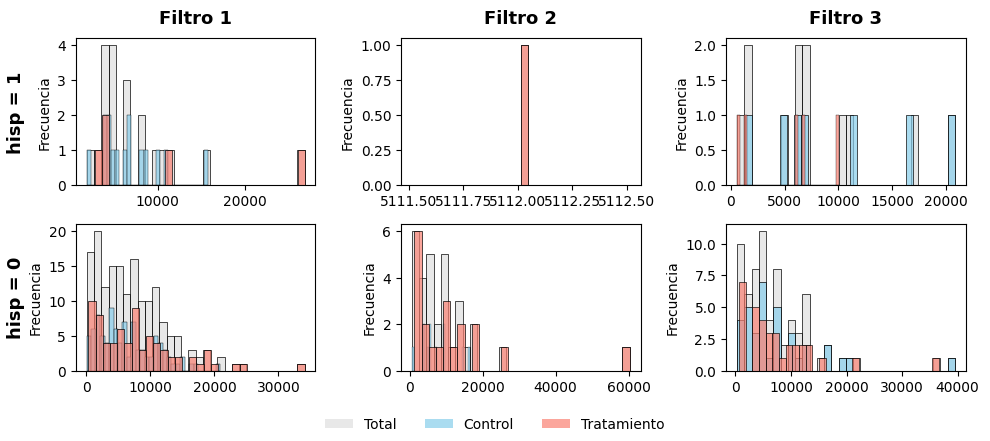 Filtro 1 Filtro 2 Filtro 3
hisp = 1
Frecuencia Frecuencia Frecuencia
4 3 2 1 0
1.00 0.75 0.50 0.25 0.00
2.0 1.5 1.0 0.5 0.0
10000 20000
5111.50 5111.75 5112.00 5112.25 5112.50
0 5000 10000 15000 20000
hisp = 0
Frecuencia Frecuencia Frecuencia
20 15 10 5 0
6 4 2 0
10.0 7.5 5.0 2.5 0.0
0 10000 20000 30000
0 20000 40000 60000
0 10000 20000 30000 40000
Total Control Tratamiento